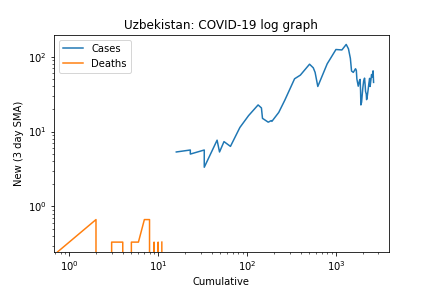 Uzbekistan: COVID-19 log graph
Cases
Deaths
New (3 day SMA)
10²
10¹
10⁰
10⁰ 10¹ 10² 10³
Cumulative